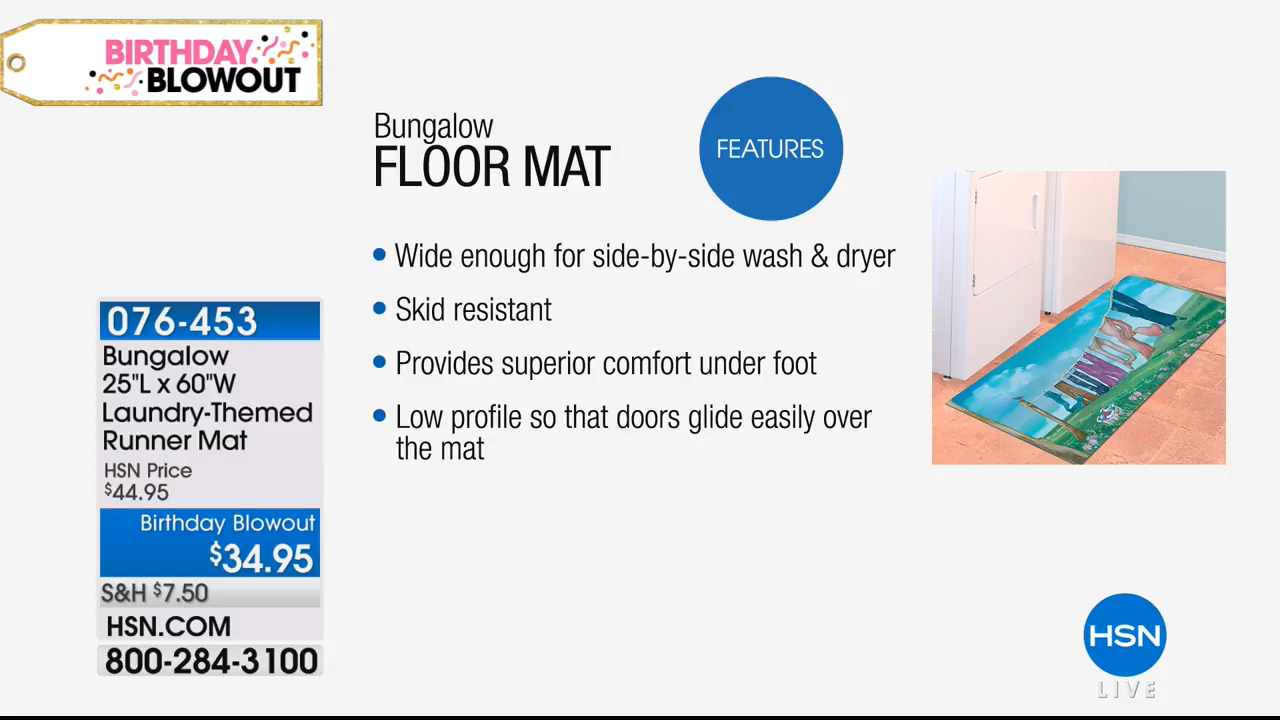 BIRTHDAY
BLOWOUT
Bungalow
FLOOR MAT
FEATURES
• Wide enough for side-by-side wash & dryer
• Skid resistant
• Provides superior comfort under foot
• Low profile so that doors glide easily over
the mat
076-453
Bungalow
25"L x 60"W
Laundry-Themed
Runner Mat
HSN Price
$44.95
Birthday Blowout
$34.95
S&H $7.50
HSN.COM
800-284-3100
HSN
LIVE